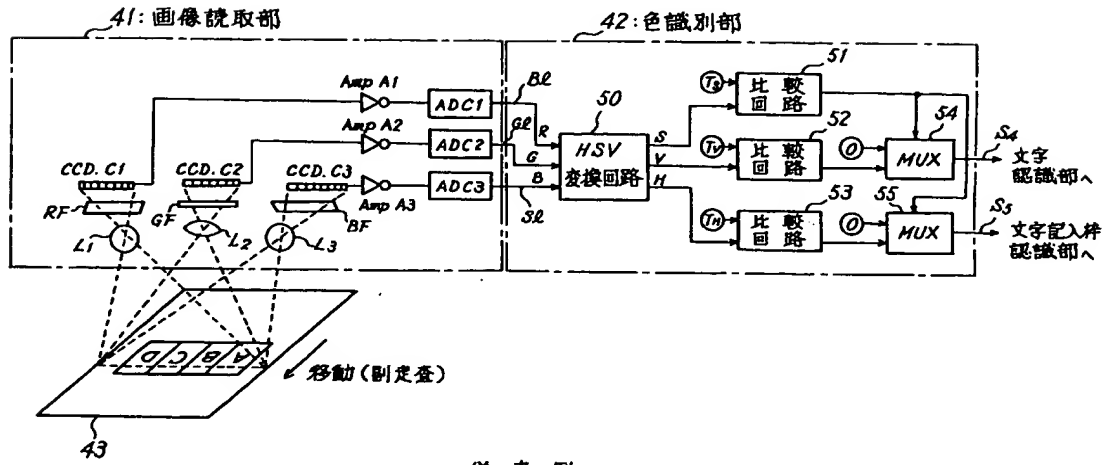 41:画像読取部
42:色識別部
Amp A1
ADC1
Bl
R
Amp A2
ADC2
Gl
G
Amp A3
ADC3
Sl
B
CCD. C1
CCD. C2
CCD. C3
RF
GF
BF
L1
L2
L3
50
HSV
変換回路
S
V
H
TS
51
比較
回路
TV
52
比較
回路
TH
53
比較
回路
0
54
MUX
S4
文字
認識部へ
0
55
MUX
S5
文字記入枠
認識部へ
A
B
C
D
移動(副走査)
43